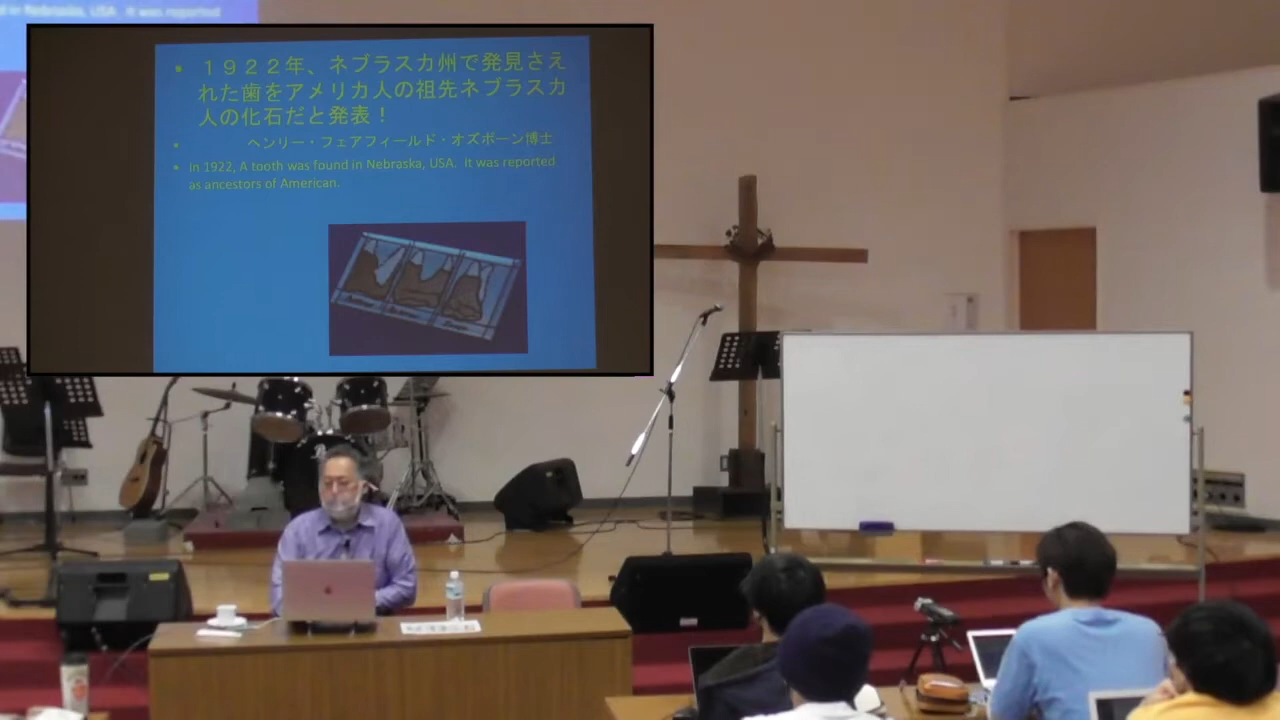 in Nebraska, USA. It was reported
１９２２年、ネブラスカ州で発見さえ
れた歯をアメリカ人の祖先ネブラスカ
人の化石だと発表！
ヘンリー・フェアフィールド・オズボーン博士
In 1922, A tooth was found in Nebraska, USA. It was reported
as ancestors of American.